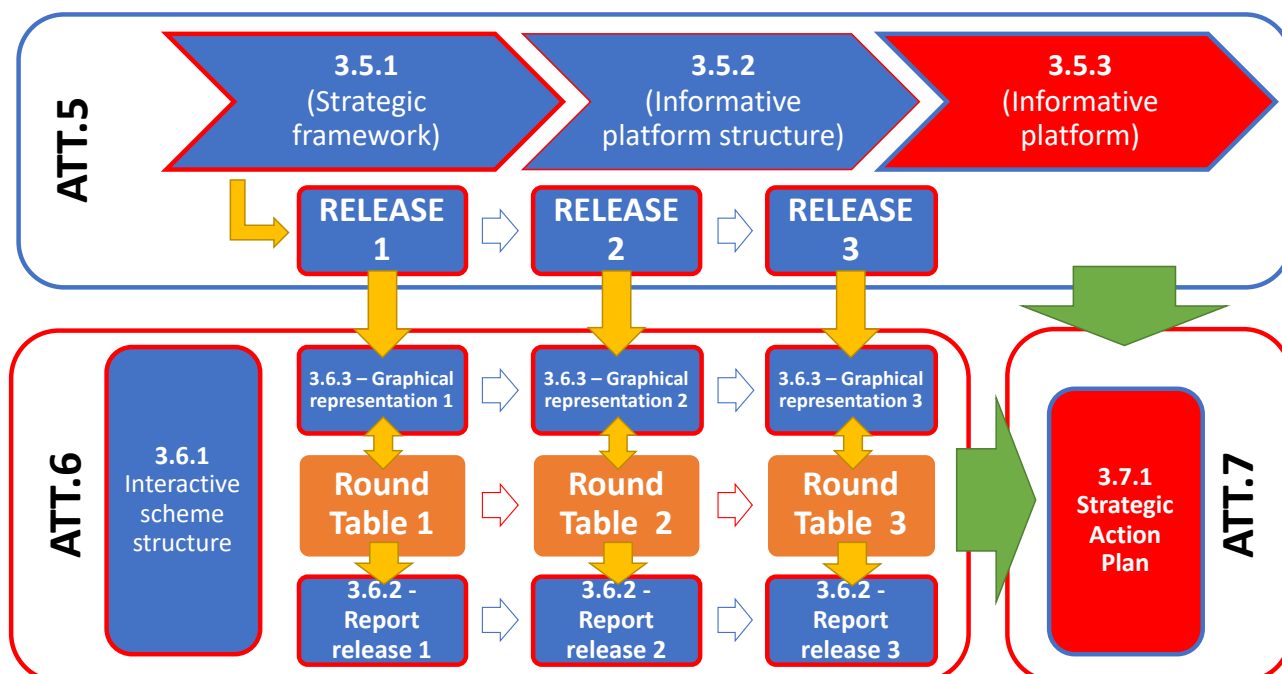 ATT.5
3.5.1
(Strategic
framework)
3.5.2
(Informative
platform structure)
3.5.3
(Informative
platform)
RELEASE
1
RELEASE
2
RELEASE
3
ATT.6
3.6.1
Interactive
scheme
structure
3.6.3 – Graphical
representation 1
3.6.3 – Graphical
representation 2
3.6.3 – Graphical
representation 3
Round
Table 1
Round
Table 2
Round
Table 3
3.6.2 -
Report
release 1
3.6.2 -
Report
release 2
3.6.2 -
Report
release 3
3.7.1
Strategic
Action
Plan
ATT.7